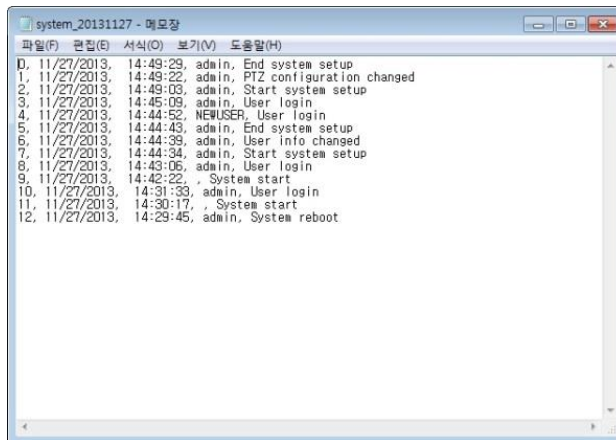 system_20131127 - 메모장
파일(F) 편집(E) 서식(O) 보기(V) 도움말(H)
0, 11/27/2013, 14:49:29, admin, End system setup
1, 11/27/2013, 14:49:22, admin, PTZ configuration changed
2, 11/27/2013, 14:49:03, admin, Start system setup
3, 11/27/2013, 14:45:09, admin, User login
4, 11/27/2013, 14:44:52, NEWUSER, User login
5, 11/27/2013, 14:44:43, admin, End system setup
6, 11/27/2013, 14:44:39, admin, User info changed
7, 11/27/2013, 14:44:34, admin, Start system setup
8, 11/27/2013, 14:43:06, admin, User login
9, 11/27/2013, 14:42:22, , System start
10, 11/27/2013, 14:31:33, admin, User login
11, 11/27/2013, 14:30:17, , System start
12, 11/27/2013, 14:29:45, admin, System reboot